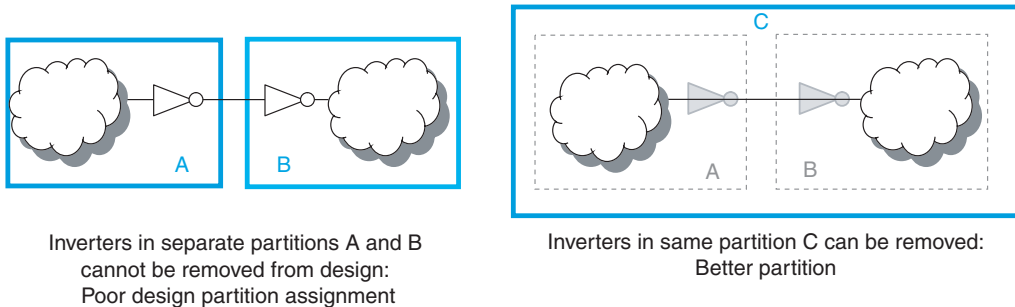 A
B
Inverters in separate partitions A and B
cannot be removed from design:
Poor design partition assignment
C
A
B
Inverters in same partition C can be removed:
Better partition